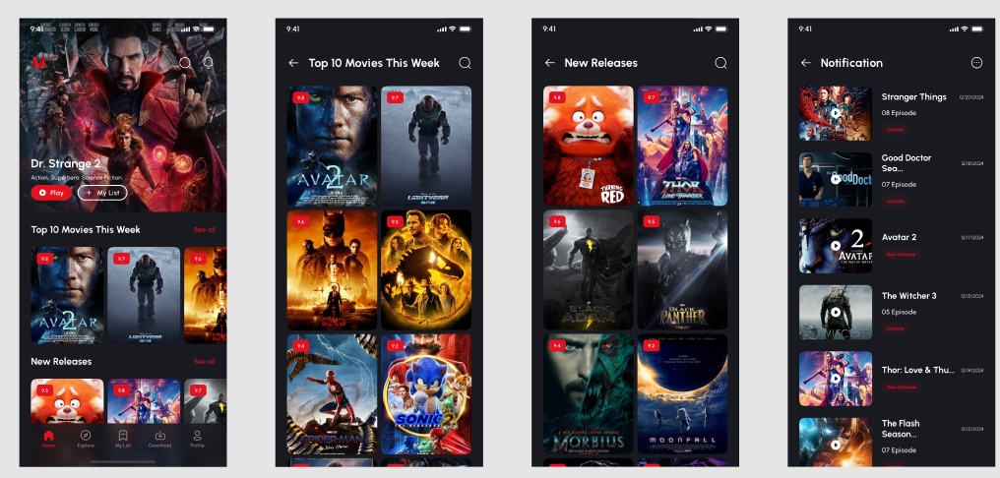 9:41
M
Dr. Strange 2
Action, Superhero, Science Fiction,...
Play
+ My List
Top 10 Movies This Week
See all
9.8
9.7
9.6
AVATAR
2
LIGHTYEAR
New Releases
See all
9.5
9.8
9.7
Home
Explore
My List
Download
Profile
9:41
Top 10 Movies This Week
9.8
9.7
AVATAR
2
LIGHTYEAR
9.6
9.5
9.4
9.2
SPIDER-MAN
SONIC
2
9:41
New Releases
9.8
9.7
TURNING
RED
THOR
LOVE AND THUNDER
9.6
9.5
BLACK
ADAM
BLACK
PANTHER
9.4
9.2
MORBIUS
MOONFALL
9:41
Notification
Stranger Things
12/20/2024
08 Episode
Update
Good Doctor
Sea...
12/18/2024
07 Episode
Update
Avatar 2
12/17/2024
New Release
2
AVATAR
The Witcher 3
12/15/2024
05 Episode
Update
Thor: Love & Thu...
12/14/2024
New Release
The Flash
Season...
12/12/2024
07 Episode